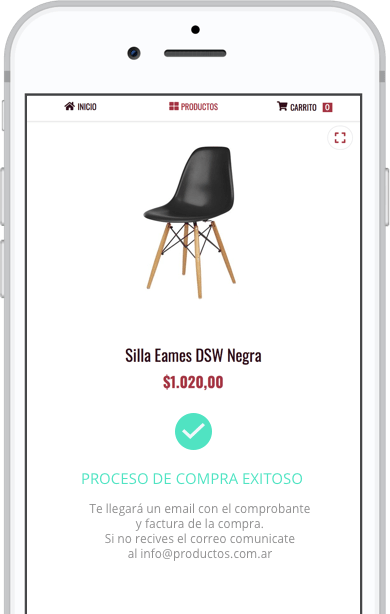 INICIO
PRODUCTOS
CARRITO 0
Silla Eames DSW Negra
$1.020,00
PROCESO DE COMPRA EXITOSO
Te llegará un email con el comprobante
y factura de la compra.
Si no recives el correo comunicate
al info@productos.com.ar